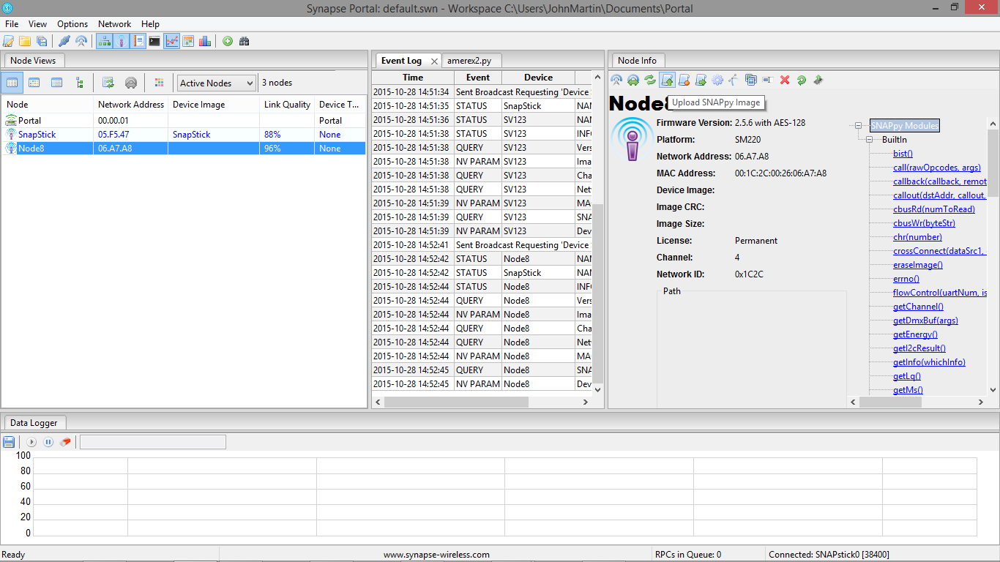 Synapse Portal: default.swn - Workspace C:\Users\JohnMartin\Documents\Portal
File View Options Network Help
Node Views
Active Nodes 3 nodes
Node Network Address Device Image Link Quality Device T...
Portal 00.00.01 Portal
SnapStick 05.F5.47 SnapStick 88% None
Node8 06.A7.A8 96% None
Event Log amerex2.py
Time Event Device
2015-10-28 14:51:34 Sent Broadcast Requesting 'Device
2015-10-28 14:51:35 STATUS SnapStick NAN
2015-10-28 14:51:36 STATUS SV123 NAN
2015-10-28 14:51:38 STATUS SV123 INF
2015-10-28 14:51:38 QUERY SV123 Vers
2015-10-28 14:51:38 NV PARAM SV123 Ima
2015-10-28 14:51:38 QUERY SV123 Cha
2015-10-28 14:51:38 QUERY SV123 Net
2015-10-28 14:51:39 NV PARAM SV123 MA
2015-10-28 14:51:39 QUERY SV123 SNA
2015-10-28 14:51:39 NV PARAM SV123 Dev
2015-10-28 14:52:41 Sent Broadcast Requesting 'Device
2015-10-28 14:52:42 STATUS Node8 NAN
2015-10-28 14:52:42 STATUS SnapStick NAN
2015-10-28 14:52:44 STATUS Node8 INF
2015-10-28 14:52:44 QUERY Node8 Vers
2015-10-28 14:52:44 NV PARAM Node8 Ima
2015-10-28 14:52:44 QUERY Node8 Cha
2015-10-28 14:52:44 QUERY Node8 Net
2015-10-28 14:52:44 NV PARAM Node8 MA
2015-10-28 14:52:45 QUERY Node8 SNA
2015-10-28 14:52:45 NV PARAM Node8 Dev
Node Info
Node8
Upload SNAPpy Image
Firmware Version: 2.5.6 with AES-128
Platform: SM220
Network Address: 06.A7.A8
MAC Address: 00:1C:2C:00:26:06:A7:A8
Device Image:
Image CRC:
Image Size:
License: Permanent
Channel: 4
Network ID: 0x1C2C
Path
SNAPpy Modules
BuiltIn
bist()
call(rawOpcodes, args)
callback(callback, remot
callout(dstAddr, callout,
cbusRd(numToRead)
cbusWr(byteStr)
chr(number)
crossConnect(dataSrc1,
eraseImage()
errno()
flowControl(uartNum, is
getChannel()
getDmxBuf(args)
getEnergy()
getI2cResult()
getInfo(whichInfo)
getLq()
getMs()
Data Logger
100
80
60
40
20
0
Ready www.synapse-wireless.com RPCs in Queue: 0 Connected: SNAPstick0 [38400]